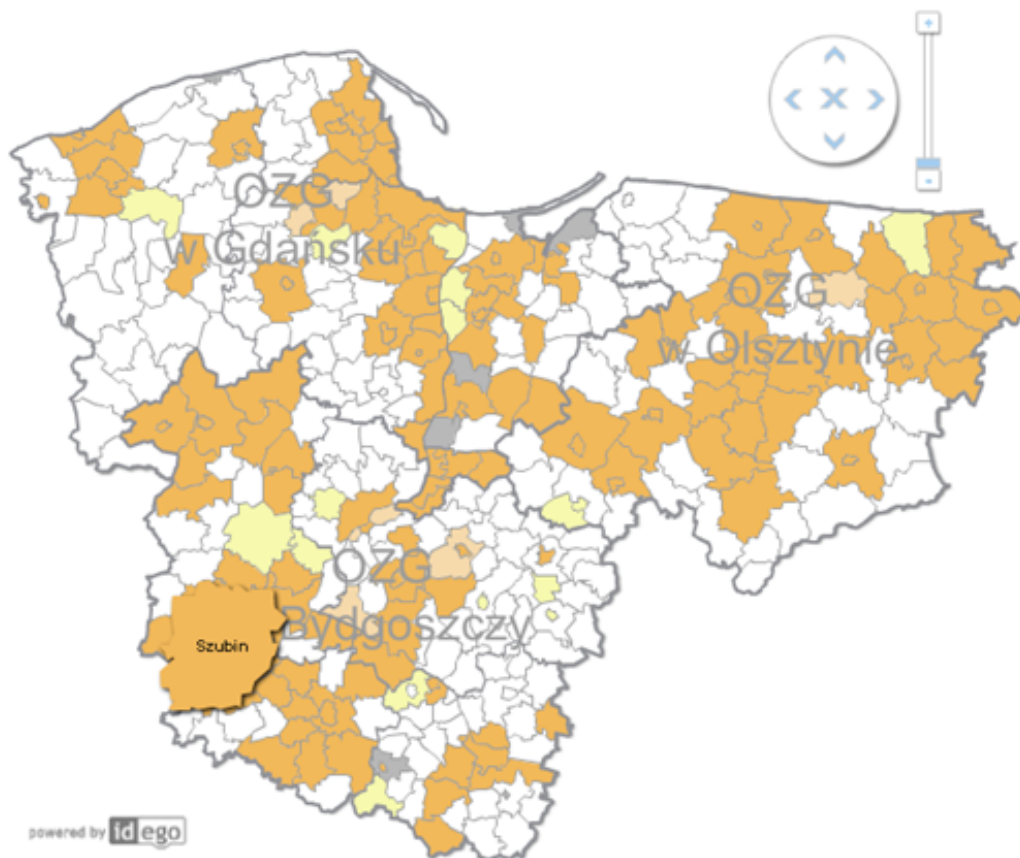 OZG
w Gdańsku
OZG
w Olsztynie
OZG
Bydgoszczy
Szubin
powered by idego